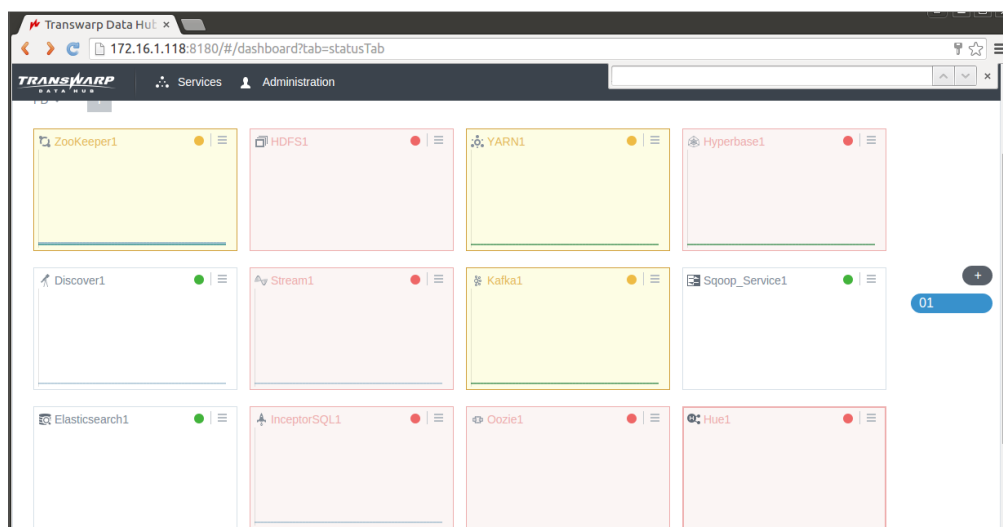 Transwarp Data Hub
172.16.1.118:8180/#/dashboard?tab=statusTab
TRANSWARP
DATA HUB
Services
Administration
ZooKeeper1
HDFS1
YARN1
Hyperbase1
Discover1
Stream1
Kafka1
Sqoop_Service1
+
01
Elasticsearch1
InceptorSQL1
Oozie1
Hue1